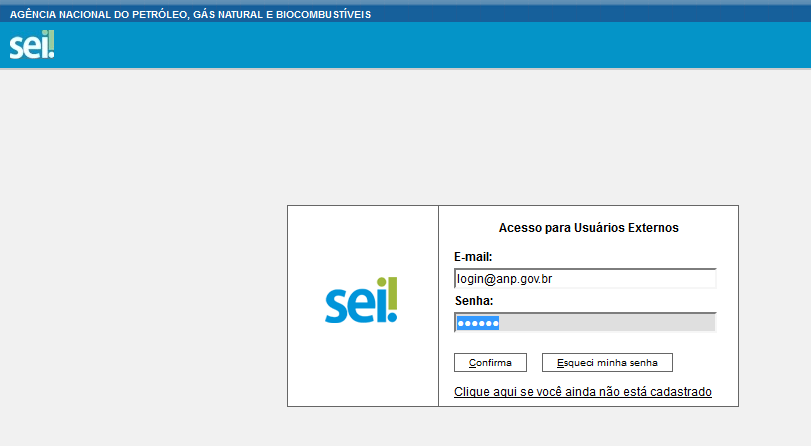 AGÊNCIA NACIONAL DO PETRÓLEO, GÁS NATURAL E BIOCOMBUSTÍVEIS
sei!
sei!
Acesso para Usuários Externos
E-mail:
login@anp.gov.br
Senha:
••••••
Confirma Esqueci minha senha
Clique aqui se você ainda não está cadastrado